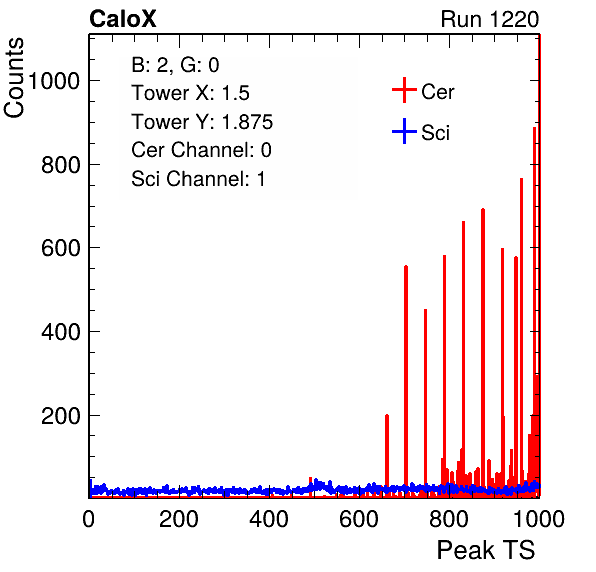 CaloX
Run 1220
Counts
B: 2, G: 0
Tower X: 1.5
Tower Y: 1.875
Cer Channel: 0
Sci Channel: 1
Cer
Sci
1000
800
600
400
200
0 200 400 600 800 1000
Peak TS